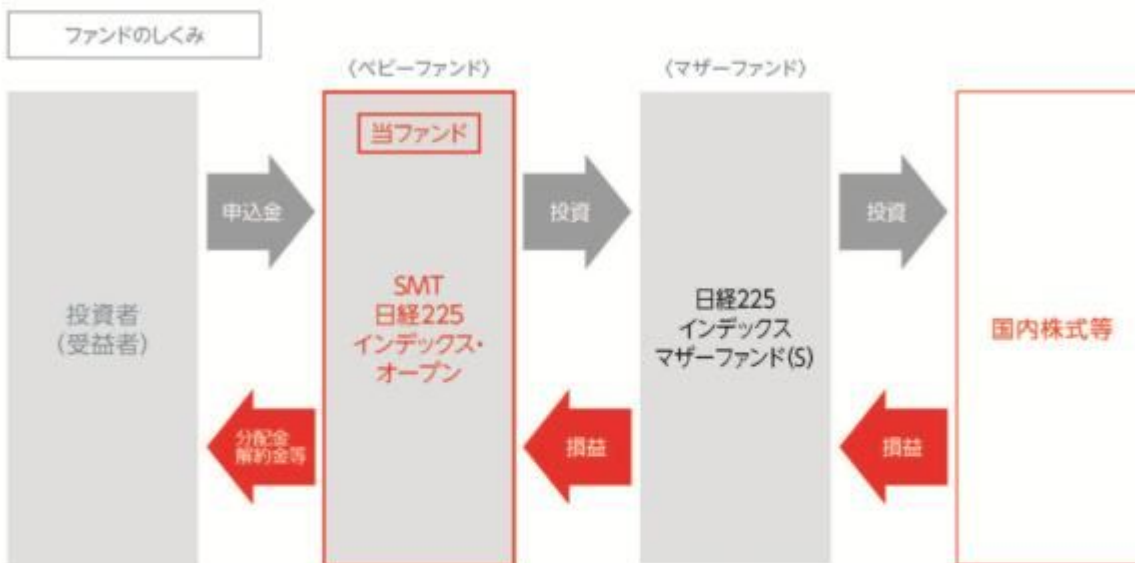 ファンドのしくみ
〈ベビーファンド〉
〈マザーファンド〉
当ファンド
申込金
投資
投資
投資者
(受益者)
SMT
日経225
インデックス・
オープン
日経225
インデックス
マザーファンド(S)
国内株式等
分配金
解約金等
損益
損益